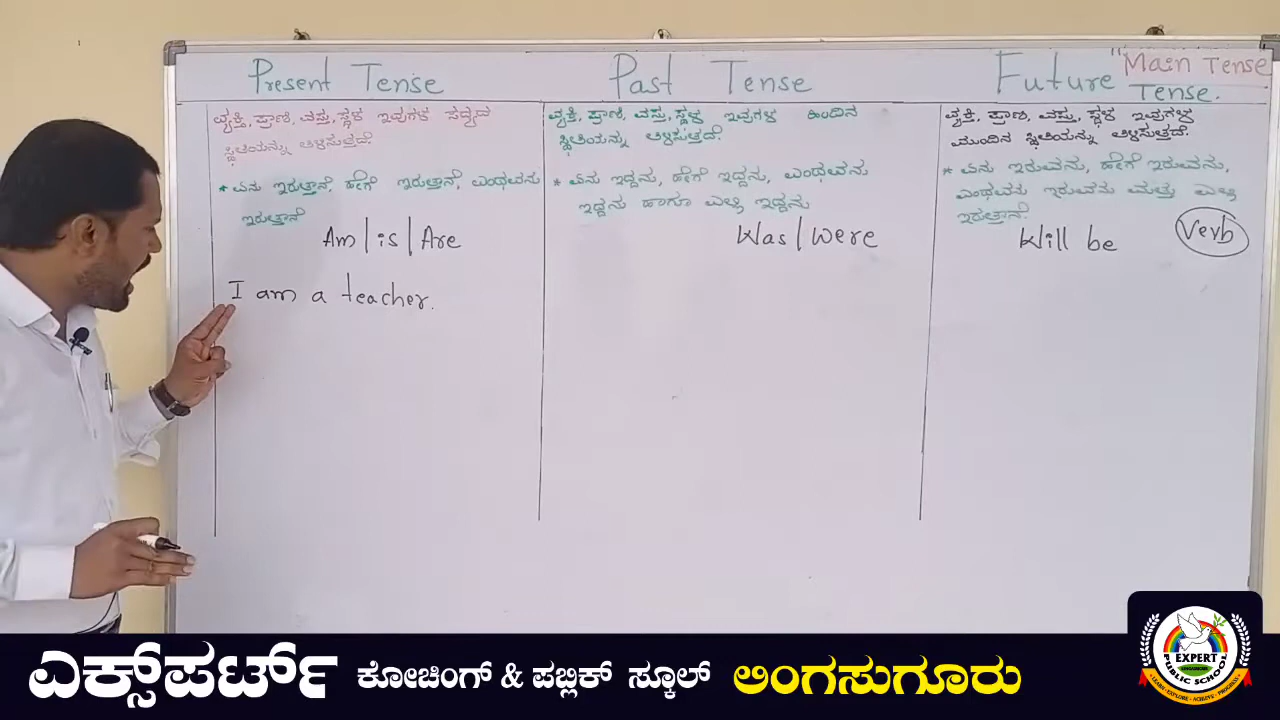 "Main Tense
Present Tense
ವ್ಯಕ್ತಿ, ಪ್ರಾಣಿ, ವಸ್ತು, ಸ್ಥಳ ಇವುಗಳ ಸಧ್ಯದ
ಸ್ಥಿತಿಯನ್ನು ತಿಳಿಸುತ್ತದೆ.
* ಏನು ಇರುತ್ತಾನೆ, ಹೇಗೆ ಇರುತ್ತಾನೆ, ಎಂಥವನು
ಇರುತ್ತಾನೆ
Am/is/Are
I am a teacher.
Past Tense
ವ್ಯಕ್ತಿ, ಪ್ರಾಣಿ, ವಸ್ತು, ಸ್ಥಳ ಇವುಗಳ ಹಿಂದಿನ
ಸ್ಥಿತಿಯನ್ನು ತಿಳಿಸುತ್ತದೆ.
* ಏನು ಇದ್ದನು, ಹೇಗೆ ಇದ್ದನು, ಎಂಥವನು
ಇದ್ದನು ಹಾಗೂ ಎಲ್ಲಿ ಇದ್ದನು
Was/Were
Future Tense.
ವ್ಯಕ್ತಿ, ಪ್ರಾಣಿ, ವಸ್ತು, ಸ್ಥಳ ಇವುಗಳ
ಮುಂದಿನ ಸ್ಥಿತಿಯನ್ನು ತಿಳಿಸುತ್ತದೆ.
* ಏನು ಇರುವನು, ಹೇಗೆ ಇರುವನು,
ಎಂಥವನು ಇರುವನು ಮತ್ತು ಎಲ್ಲಿ
ಇರುತ್ತಾನೆ.
Will be
Verb
ಎಕ್ಸ್‌ಪರ್ಟ್ ಕೋಚಿಂಗ್ & ಪಬ್ಲಿಕ್ ಸ್ಕೂಲ್ ಲಿಂಗಸುಗೂರು
EXPERT
PUBLIC SCHOOL